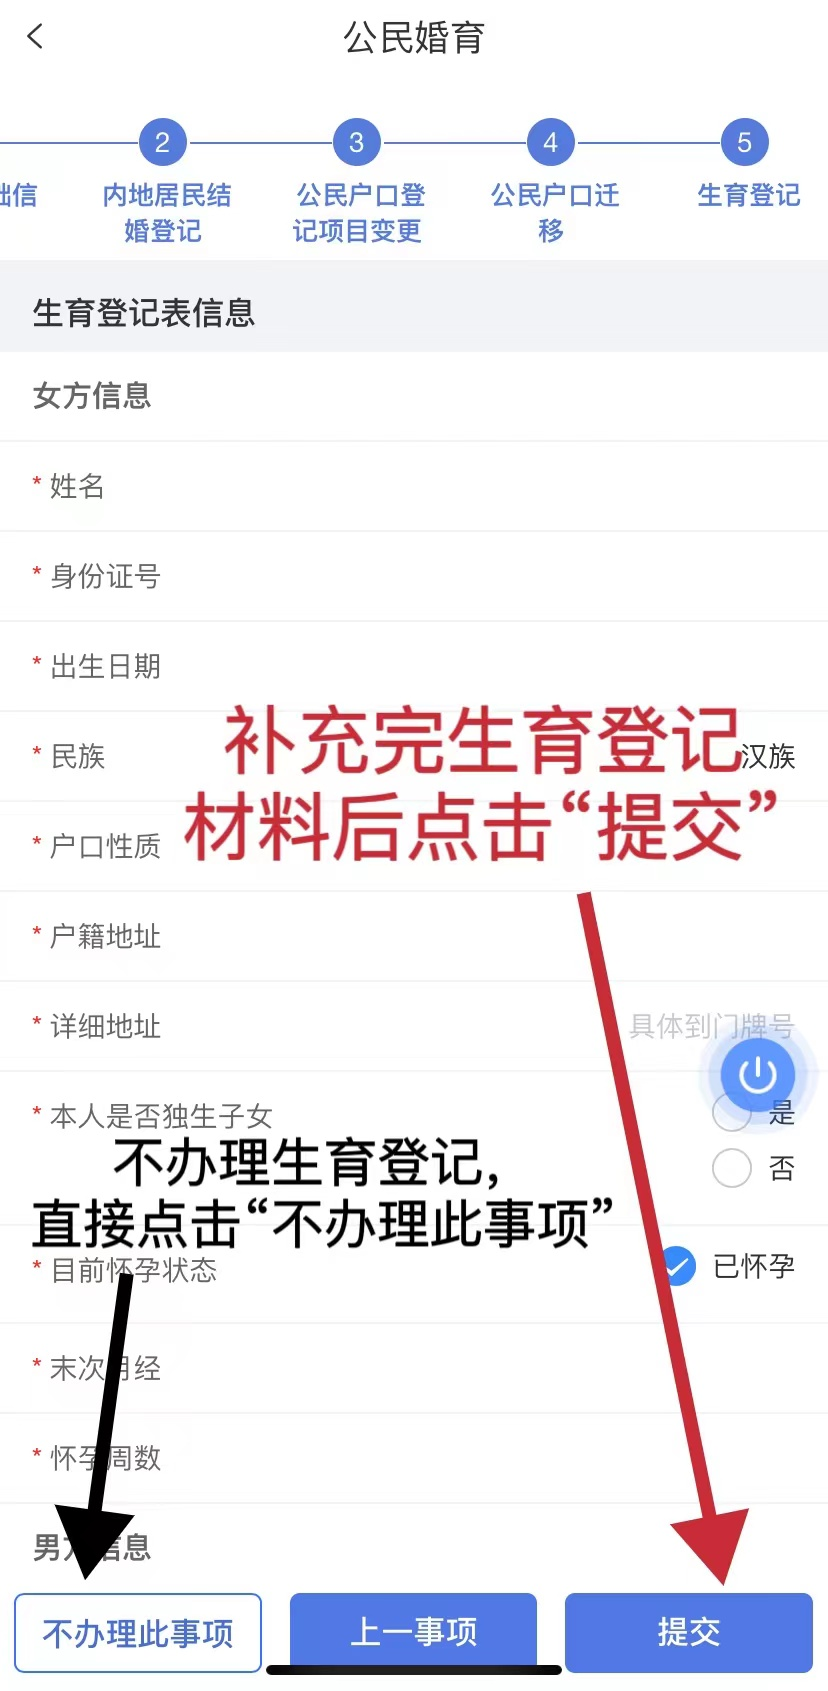 公民婚育
2
3
4
5
础信
内地居民结
婚登记
公民户口登
记项目变更
公民户口迁
移
生育登记
生育登记表信息
女方信息
* 姓名
* 身份证号
* 出生日期
补充完生育登记
* 民族
汉族
材料后点击“提交”
* 户口性质
* 户籍地址
* 详细地址
具体到门牌号
* 本人是否独生子女
是
否
不办理生育登记，
直接点击“不办理此事项”
* 目前怀孕状态
已怀孕
* 末次月经
* 怀孕周数
男方信息
不办理此事项
上一事项
提交